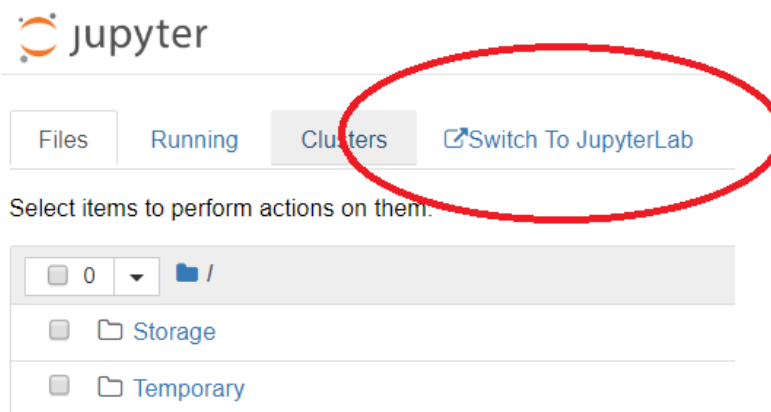 jupyter
Files Running Clusters Switch To JupyterLab
Select items to perform actions on them.
0 /
Storage
Temporary